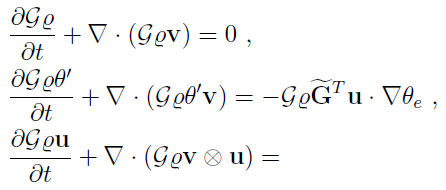 ∂𝒢ϱ/∂t + ∇ · (𝒢ϱ𝐯) = 0 ,
∂𝒢ϱθ′/∂t + ∇ · (𝒢ϱθ′𝐯) = −𝒢ϱ𝐆̃ᵀ𝐮 · ∇θₑ ,
∂𝒢ϱ𝐮/∂t + ∇ · (𝒢ϱ𝐯 ⊗ 𝐮) =